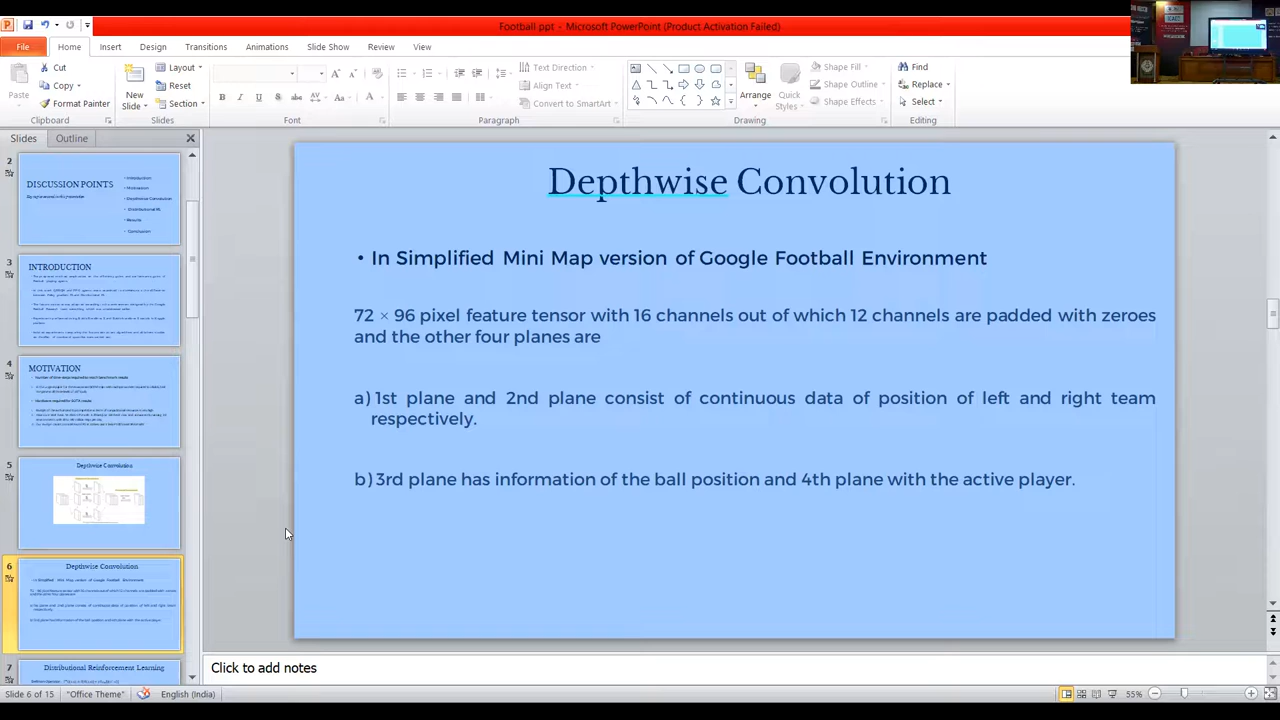 Football ppt - Microsoft PowerPoint (Product Activation Failed)
File Home Insert Design Transitions Animations Slide Show Review View
Cut
Copy
Format Painter
Paste
Clipboard
New
Slide
Layout
Reset
Section
Slides
Font
Text Direction
Align Text
Convert to SmartArt
Paragraph
Arrange
Quick
Styles
Shape Fill
Shape Outline
Shape Effects
Drawing
Find
Replace
Select
Editing
Slides Outline
2
DISCUSSION POINTS
3
INTRODUCTION
4
MOTIVATION
5
Depthwise Convolution
6
Depthwise Convolution
7
Distributional Reinforcement Learning
Depthwise Convolution
• In Simplified Mini Map version of Google Football Environment
72 × 96 pixel feature tensor with 16 channels out of which 12 channels are padded with zeroes
and the other four planes are
a) 1st plane and 2nd plane consist of continuous data of position of left and right team
respectively.
b) 3rd plane has information of the ball position and 4th plane with the active player.
Click to add notes
Slide 6 of 15 "Office Theme" English (India) 55%